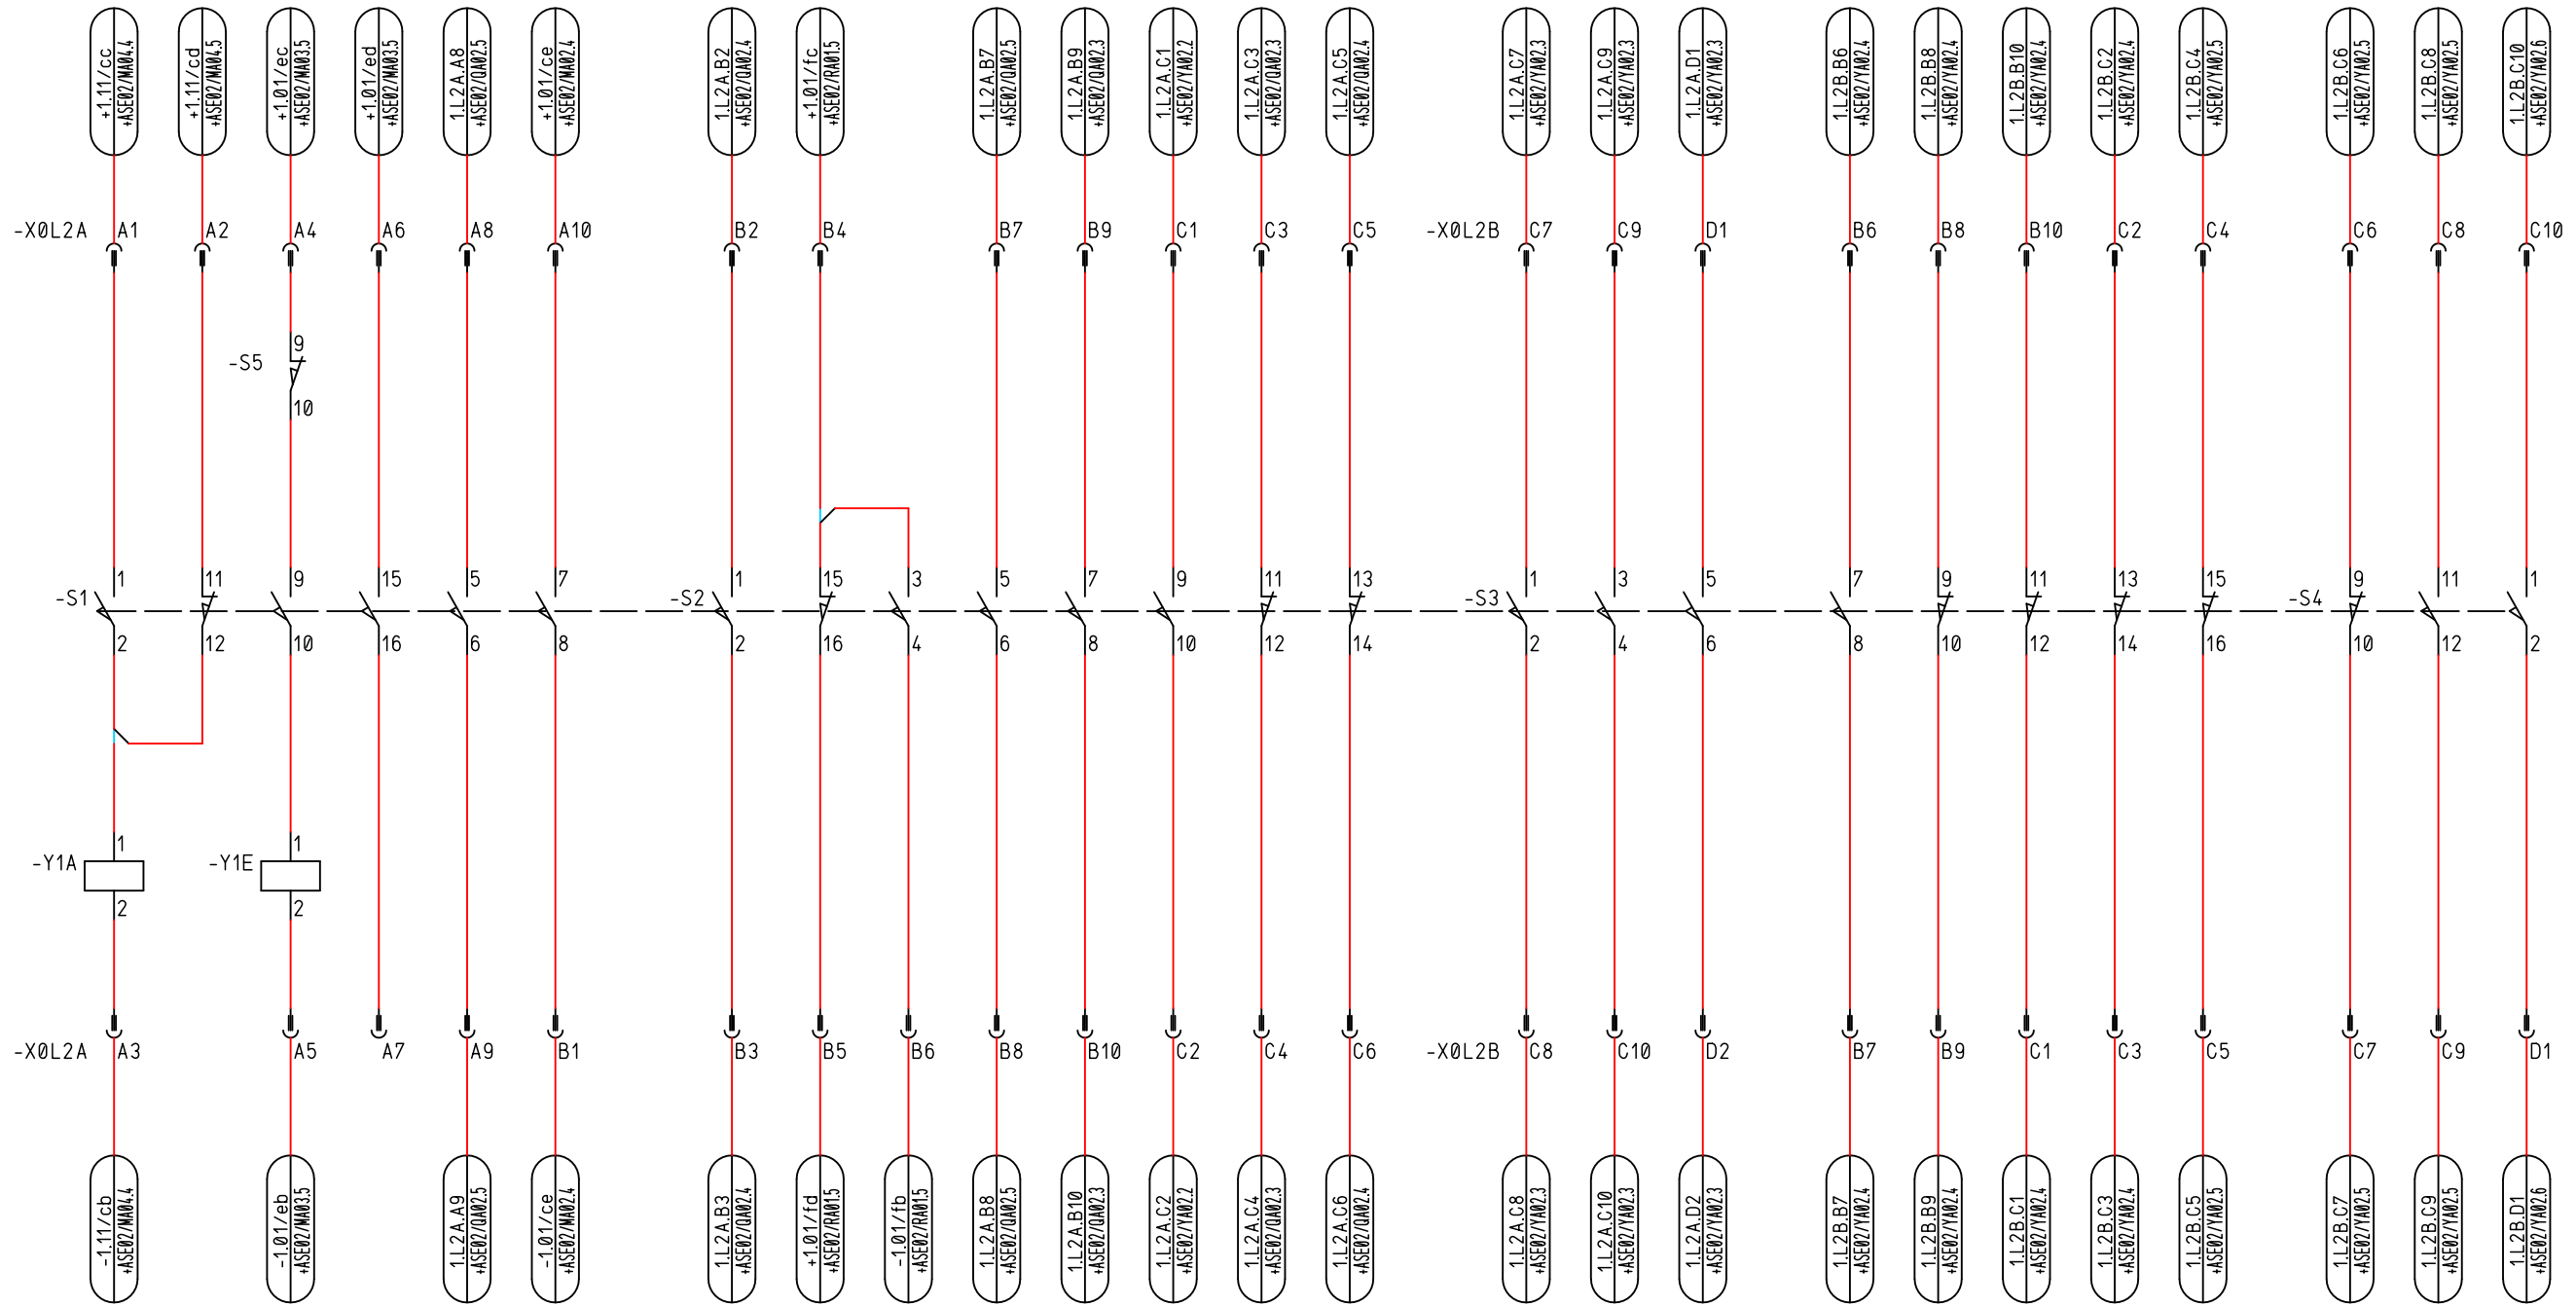 +1.11/cc
+ASE02/MA04.4
+1.11/cd
+ASE02/MA04.5
+1.01/ec
+ASE02/MA03.5
+1.01/ed
+ASE02/MA03.5
1.L2A.A8
+ASE02/QA02.5
+1.01/ce
+ASE02/MA02.4
1.L2A.B2
+ASE02/QA02.4
+1.01/fc
+ASE02/RA01.5
1.L2A.B7
+ASE02/QA02.5
1.L2A.B9
+ASE02/QA02.3
1.L2A.C1
+ASE02/YA02.2
1.L2A.C3
+ASE02/QA02.3
1.L2A.C5
+ASE02/QA02.4
1.L2A.C7
+ASE02/YA02.3
1.L2A.C9
+ASE02/YA02.3
1.L2A.D1
+ASE02/YA02.3
1.L2B.B6
+ASE02/YA02.4
1.L2B.B8
+ASE02/YA02.4
1.L2B.B10
+ASE02/YA02.4
1.L2B.C2
+ASE02/YA02.4
1.L2B.C4
+ASE02/YA02.5
1.L2B.C6
+ASE02/YA02.5
1.L2B.C8
+ASE02/YA02.5
1.L2B.C10
+ASE02/YA02.6
-X0L2A A1 A2 A4 A6 A8 A10 B2 B4 B7 B9 C1 C3 C5 -X0L2B C7 C9 D1 B6 B8 B10 C2 C4 C6 C8 C10
9
-S5
10
1 11 9 15 5 7 1 15 3 5 7 9 11 13 1 3 5 7 9 11 13 15 9 11 1
-S1 -S2 -S3 -S4
2 12 10 16 6 8 2 16 4 6 8 10 12 14 2 4 6 8 10 12 14 16 10 12 2
1 1
-Y1A -Y1E
2 2
-X0L2A A3 A5 A7 A9 B1 B3 B5 B6 B8 B10 C2 C4 C6 -X0L2B C8 C10 D2 B7 B9 C1 C3 C5 C7 C9 D1
-1.11/cb
+ASE02/MA04.4
-1.01/eb
+ASE02/MA03.5
1.L2A.A9
+ASE02/QA02.5
-1.01/ce
+ASE02/MA02.4
1.L2A.B3
+ASE02/QA02.4
+1.01/fd
+ASE02/RA01.5
-1.01/fb
+ASE02/RA01.5
1.L2A.B8
+ASE02/QA02.5
1.L2A.B10
+ASE02/QA02.3
1.L2A.C2
+ASE02/YA02.2
1.L2A.C4
+ASE02/QA02.3
1.L2A.C6
+ASE02/QA02.4
1.L2A.C8
+ASE02/YA02.3
1.L2A.C10
+ASE02/YA02.3
1.L2A.D2
+ASE02/YA02.3
1.L2B.B7
+ASE02/YA02.4
1.L2B.B9
+ASE02/YA02.4
1.L2B.C1
+ASE02/YA02.4
1.L2B.C3
+ASE02/YA02.4
1.L2B.C5
+ASE02/YA02.5
1.L2B.C7
+ASE02/YA02.5
1.L2B.C9
+ASE02/YA02.5
1.L2B.D1
+ASE02/YA02.6